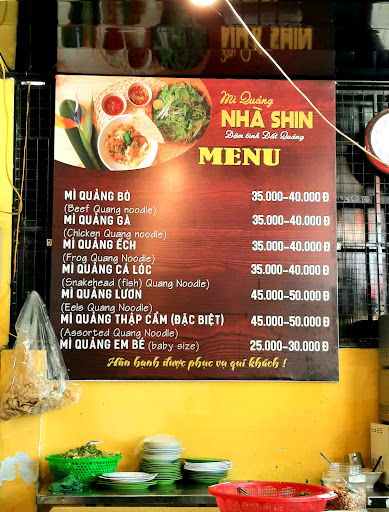 Mì Quảng
NHÀ SHIN
Đậm tình Đất Quảng
MENU
MÌ QUẢNG BÒ 35.000–40.000 Đ
(Beef Quang noodle)
MÌ QUẢNG GÀ 35.000–40.000 Đ
(Chicken Quang noodle)
MÌ QUẢNG ẾCH 35.000–40.000 Đ
(Frog Quang Noodle)
MÌ QUẢNG CÁ LÓC 35.000–40.000 Đ
(Snakehead (fish) Quang Noodle)
MÌ QUẢNG LƯƠN 45.000–50.000 Đ
(Eels Quang Noodle)
MÌ QUẢNG THẬP CẨM (ĐẶC BIỆT) 45.000–50.000 Đ
(Assorted Quang Noodle)
MÌ QUẢNG EM BÉ (baby size) 25.000–30.000 Đ
Hân hạnh được phục vụ quí khách !